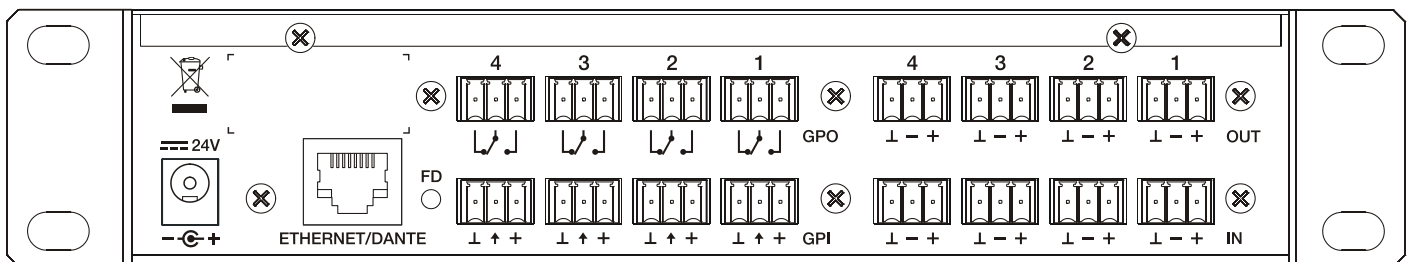 4 3 2 1 4 3 2 1
GPO ⊥ − + ⊥ − + ⊥ − + ⊥ − + OUT
24V
FD
− +
ETHERNET/DANTE
⊥ ↑ + ⊥ ↑ + ⊥ ↑ + ⊥ ↑ + GPI ⊥ − + ⊥ − + ⊥ − + ⊥ − + IN